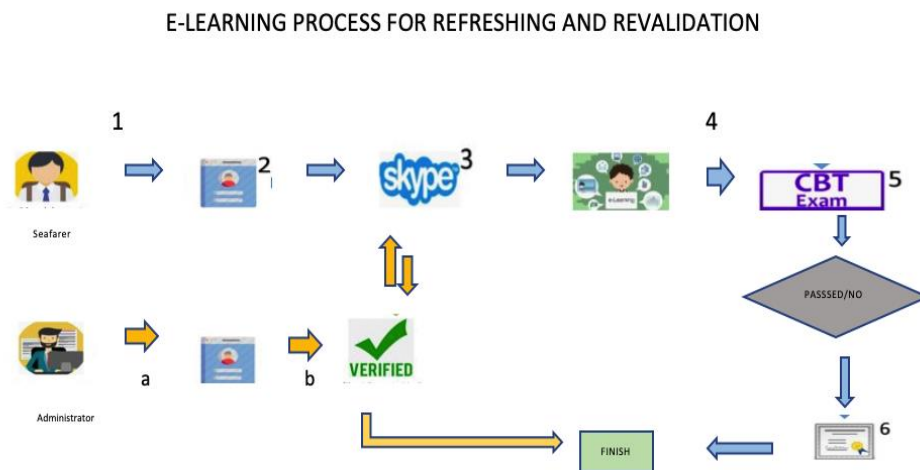 E-LEARNING PROCESS FOR REFRESHING AND REVALIDATION
1
4
2
skype
3
e-Learning
CBT
Exam
5
Seafarer
PASSSED/NO
VERIFIED
a
b
Administrator
6
FINISH